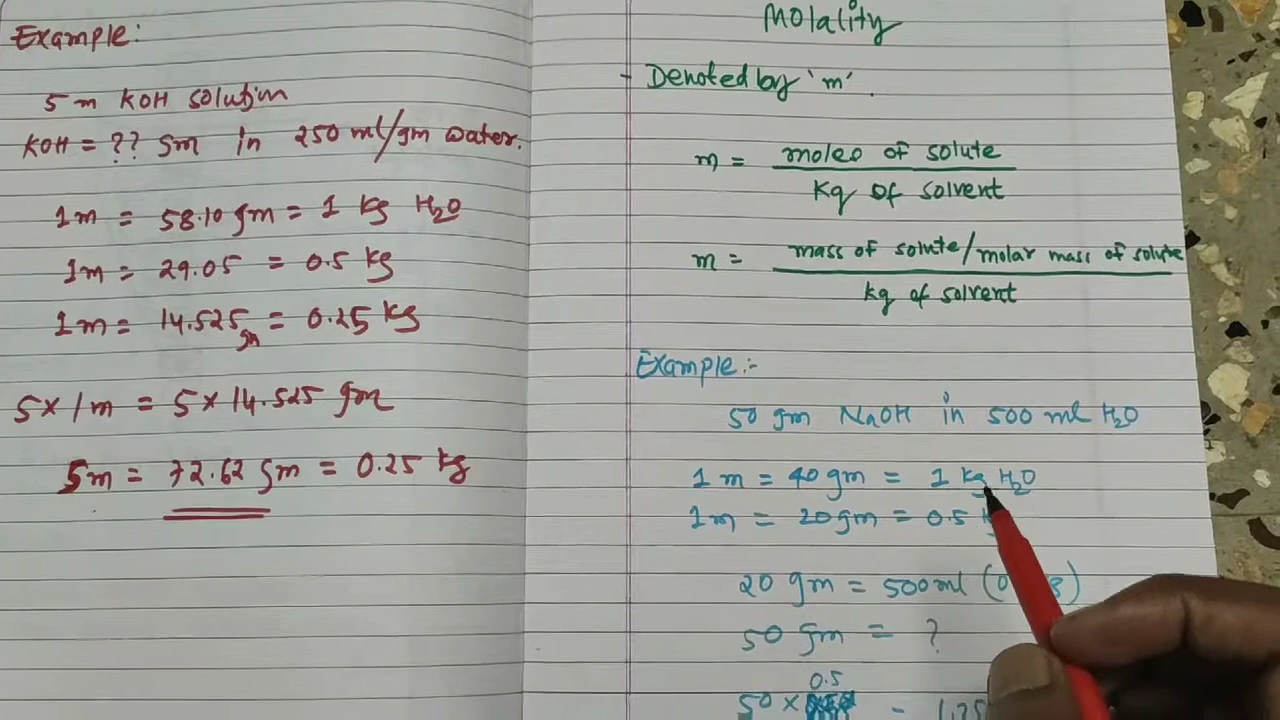 Example:
5 m KOH solution
KOH = ?? gm in 250 ml/gm water.
1m = 58.10 gm = 1 kg H2O
1m = 29.05 = 0.5 kg
1m = 14.525 gm = 0.25 kg
5 × 1m = 5 × 14.525 gm
5m = 72.62 gm = 0.25 kg
Molality
- Denoted by 'm'.
m = moles of solute
Kg of solvent
m = mass of solute/molar mass of solute
kg of solvent
Example:-
50 gm NaOH in 500 ml H2O
1 m = 40 gm = 1 kg H2O
1m = 20 gm = 0.5
20 gm = 500 ml (0
50 gm = ?
0.5
50 × = 1.25